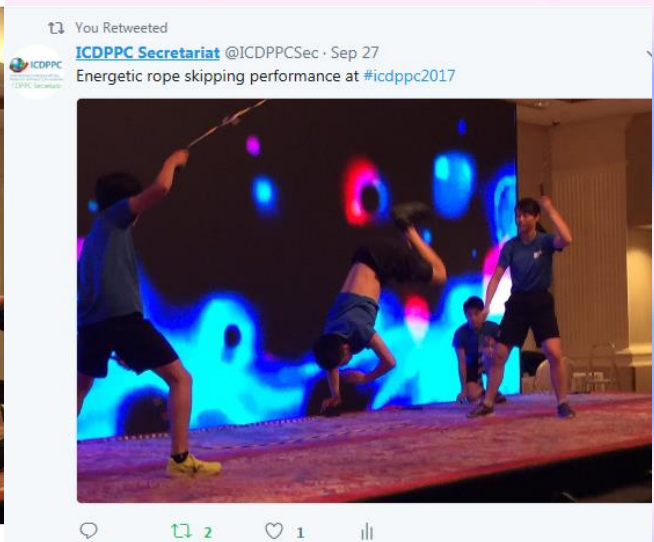 You Retweeted
ICDPPC Secretariat @ICDPPCSec · Sep 27
ICDPPC
Energetic rope skipping performance at #icdppc2017
2 1